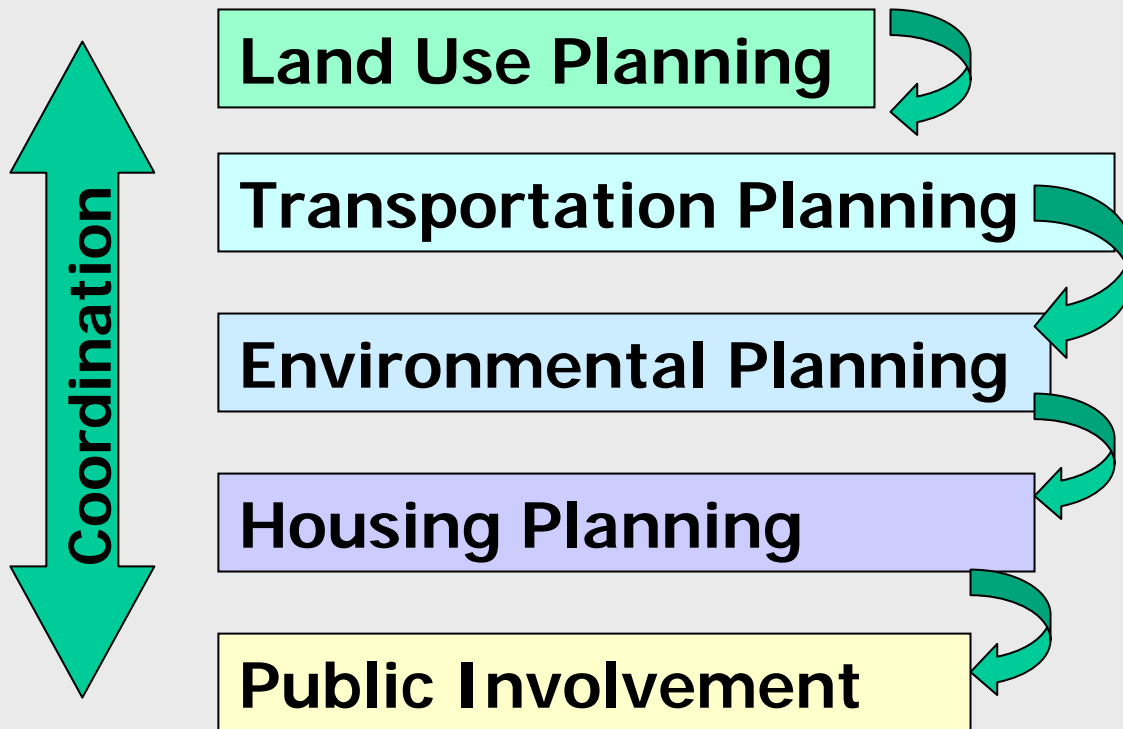 Land Use Planning
Transportation Planning
Environmental Planning
Housing Planning
Public Involvement
Coordination